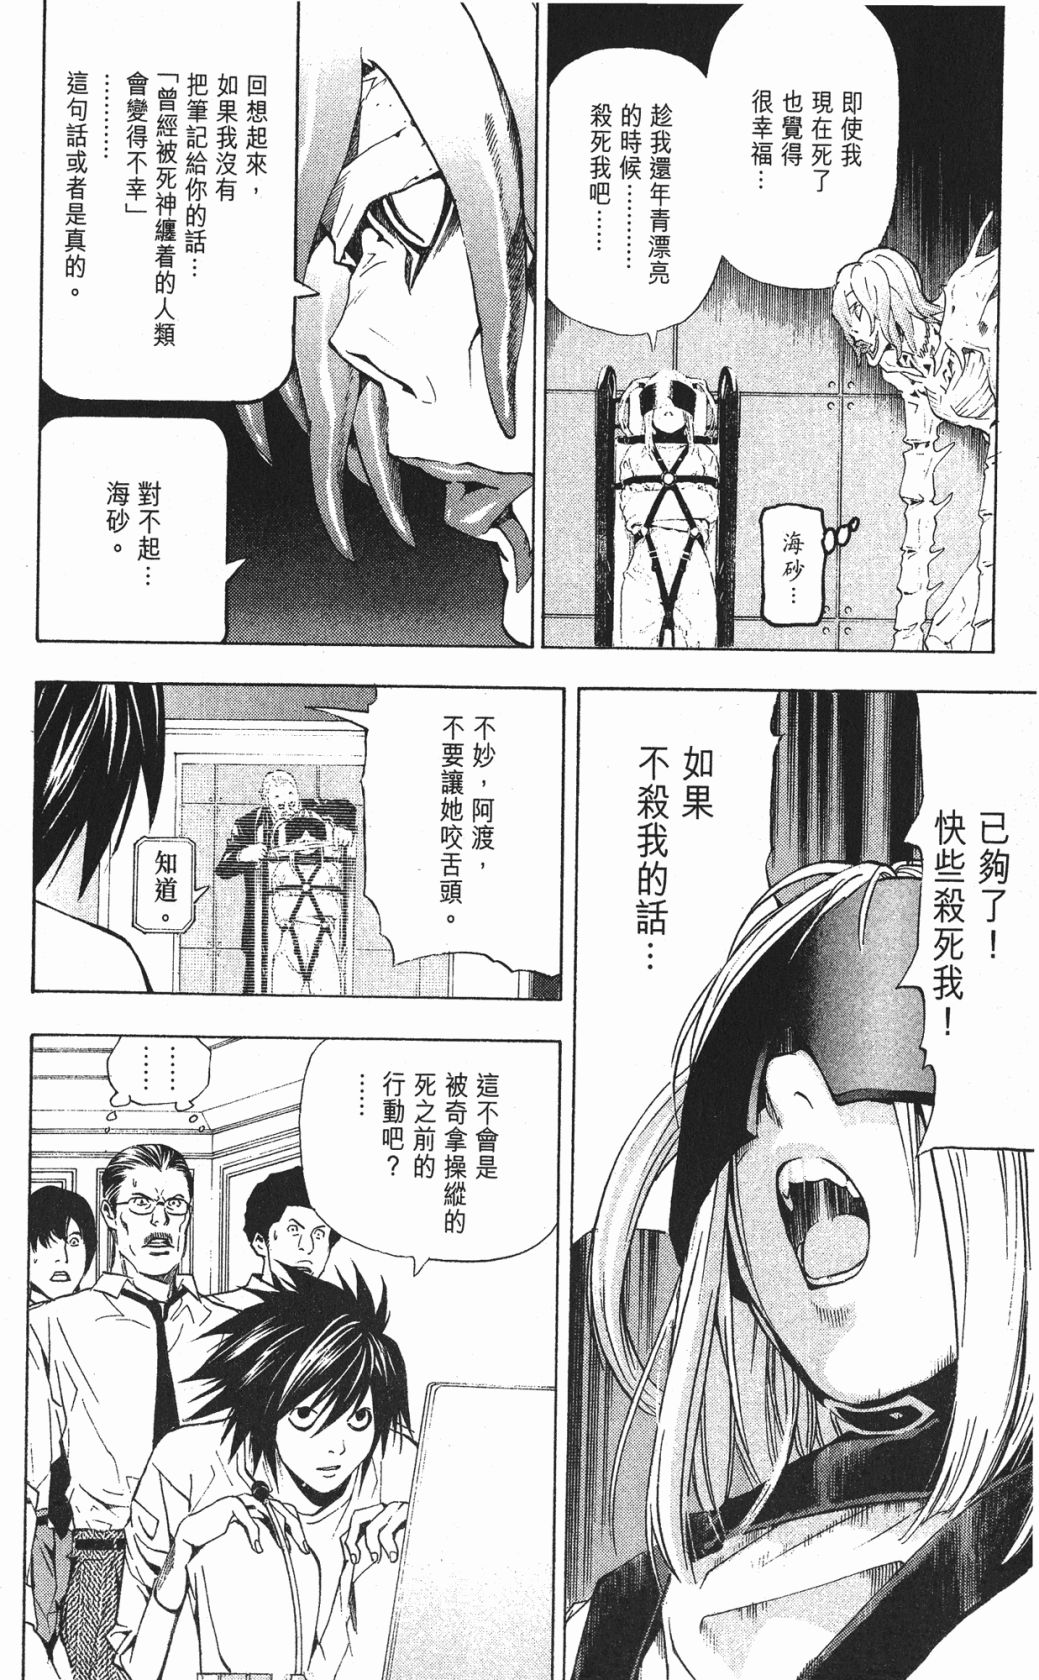 即使我
現在死了
也覺得
很幸福…
趁我還年青漂亮
的時候…………
殺死我吧……
海砂…
回想起來，
如果我沒有
把筆記給你的話…
「曾經被死神纏着的人類
會變得不幸」
…………
這句話或者是真的。
對不起…
海砂。
已夠了！
快些殺死我！
如果
不殺我的話…
不妙，阿渡，
不要讓她咬舌頭。
知道。
這不會是
被奇拿操縱的
死之前的
行動吧？
……
……
……